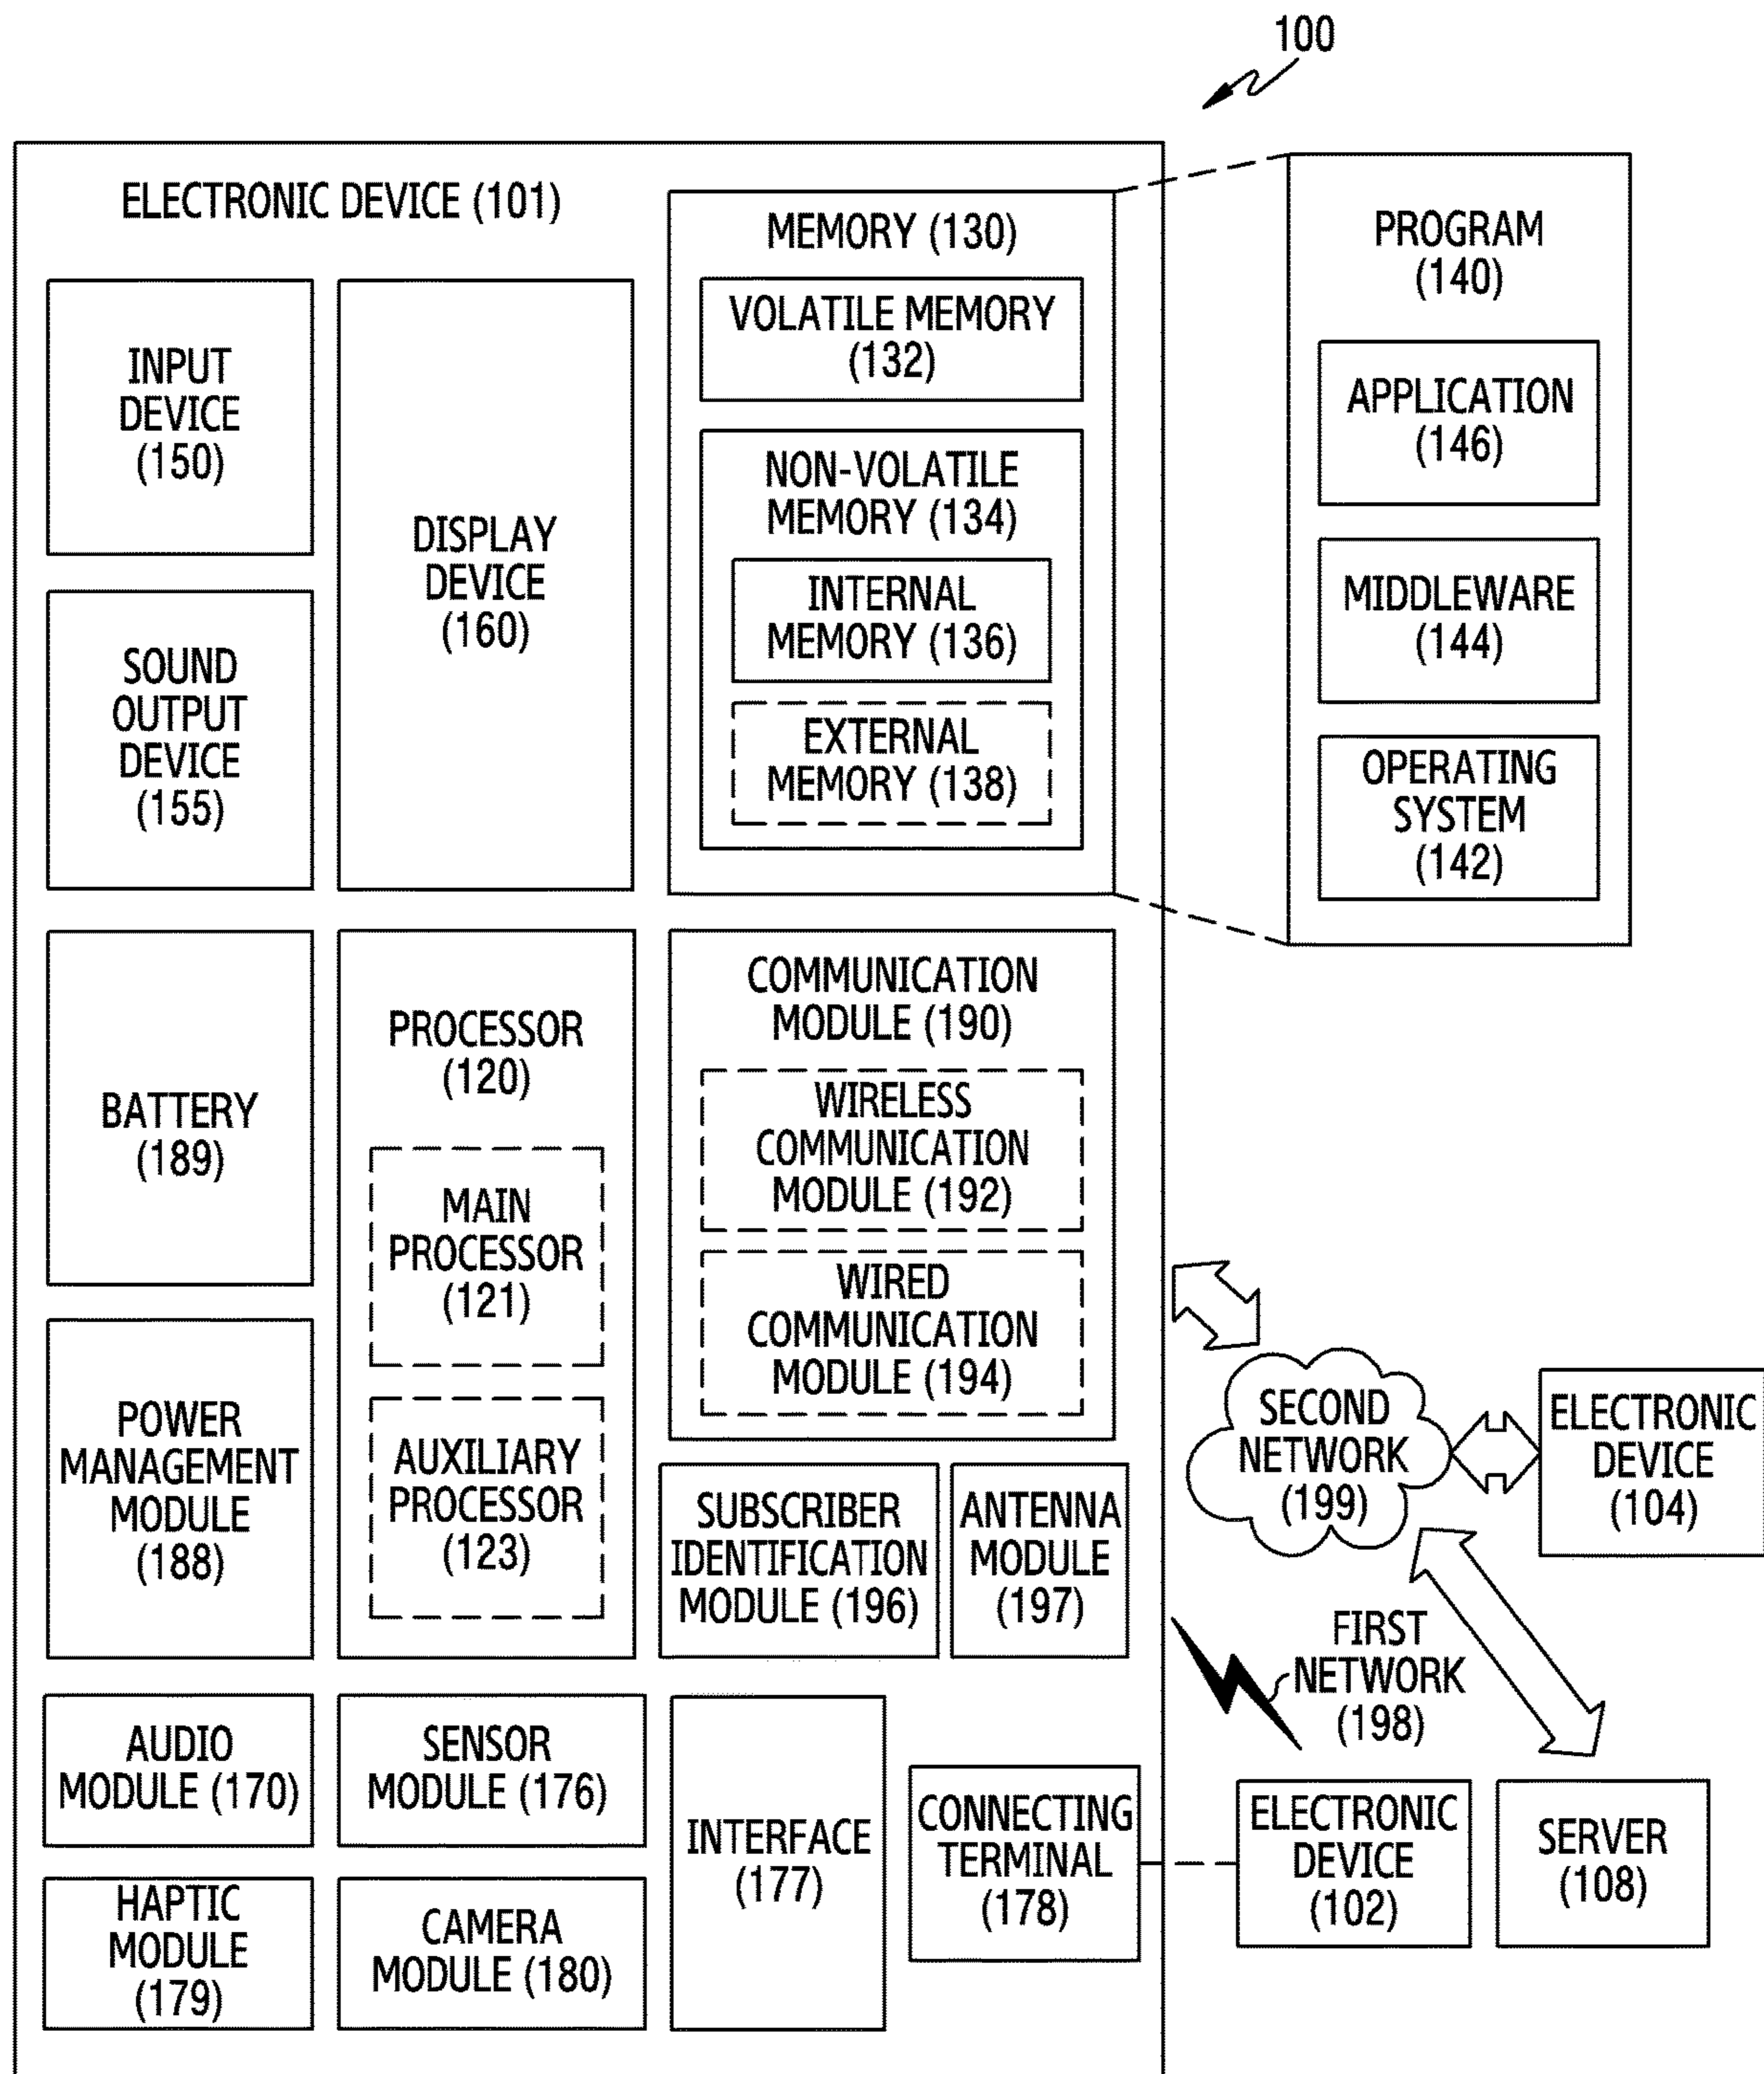 100
ELECTRONIC DEVICE (101)
INPUT
DEVICE
(150)
DISPLAY
DEVICE
(160)
SOUND
OUTPUT
DEVICE
(155)
MEMORY (130)
VOLATILE MEMORY
(132)
NON-VOLATILE
MEMORY (134)
INTERNAL
MEMORY (136)
EXTERNAL
MEMORY (138)
PROGRAM
(140)
APPLICATION
(146)
MIDDLEWARE
(144)
OPERATING
SYSTEM
(142)
BATTERY
(189)
POWER
MANAGEMENT
MODULE
(188)
PROCESSOR
(120)
MAIN
PROCESSOR
(121)
AUXILIARY
PROCESSOR
(123)
COMMUNICATION
MODULE (190)
WIRELESS
COMMUNICATION
MODULE (192)
WIRED
COMMUNICATION
MODULE (194)
SUBSCRIBER
IDENTIFICATION
MODULE (196)
ANTENNA
MODULE
(197)
SECOND
NETWORK
(199)
ELECTRONIC
DEVICE
(104)
FIRST
NETWORK
(198)
AUDIO
MODULE (170)
SENSOR
MODULE (176)
HAPTIC
MODULE
(179)
CAMERA
MODULE (180)
INTERFACE
(177)
CONNECTING
TERMINAL
(178)
ELECTRONIC
DEVICE
(102)
SERVER
(108)